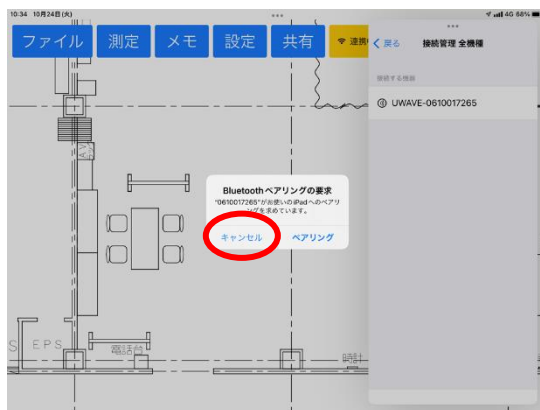 10:34 10月24日(火)
4G 68%
ファイル
測定
メモ
設定
共有
連携
戻る
接続管理 全機種
接続する機器
UWAVE-0610017265
Bluetoothペアリングの要求
"0610017265"がお使いのiPadへのペアリ
ングを求めています。
キャンセル
ペアリング
S
EPS
電話台
時計